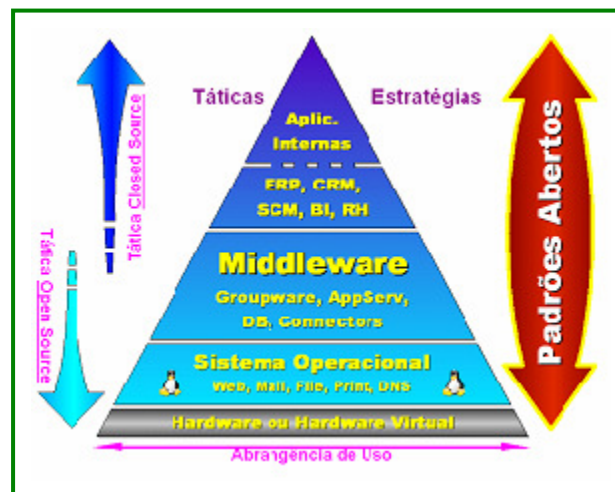 Táticas
Estratégias
Aplic.
Internas
ERP, CRM,
SCM, BI, RH
Middleware
Groupware, AppServ,
DB, Connectors
Sistema Operacional
Web, Mail, File, Print, DNS
Hardware ou Hardware Virtual
Abrangência de Uso
Tática Closed Source
Tática Open Source
Padrões Abertos